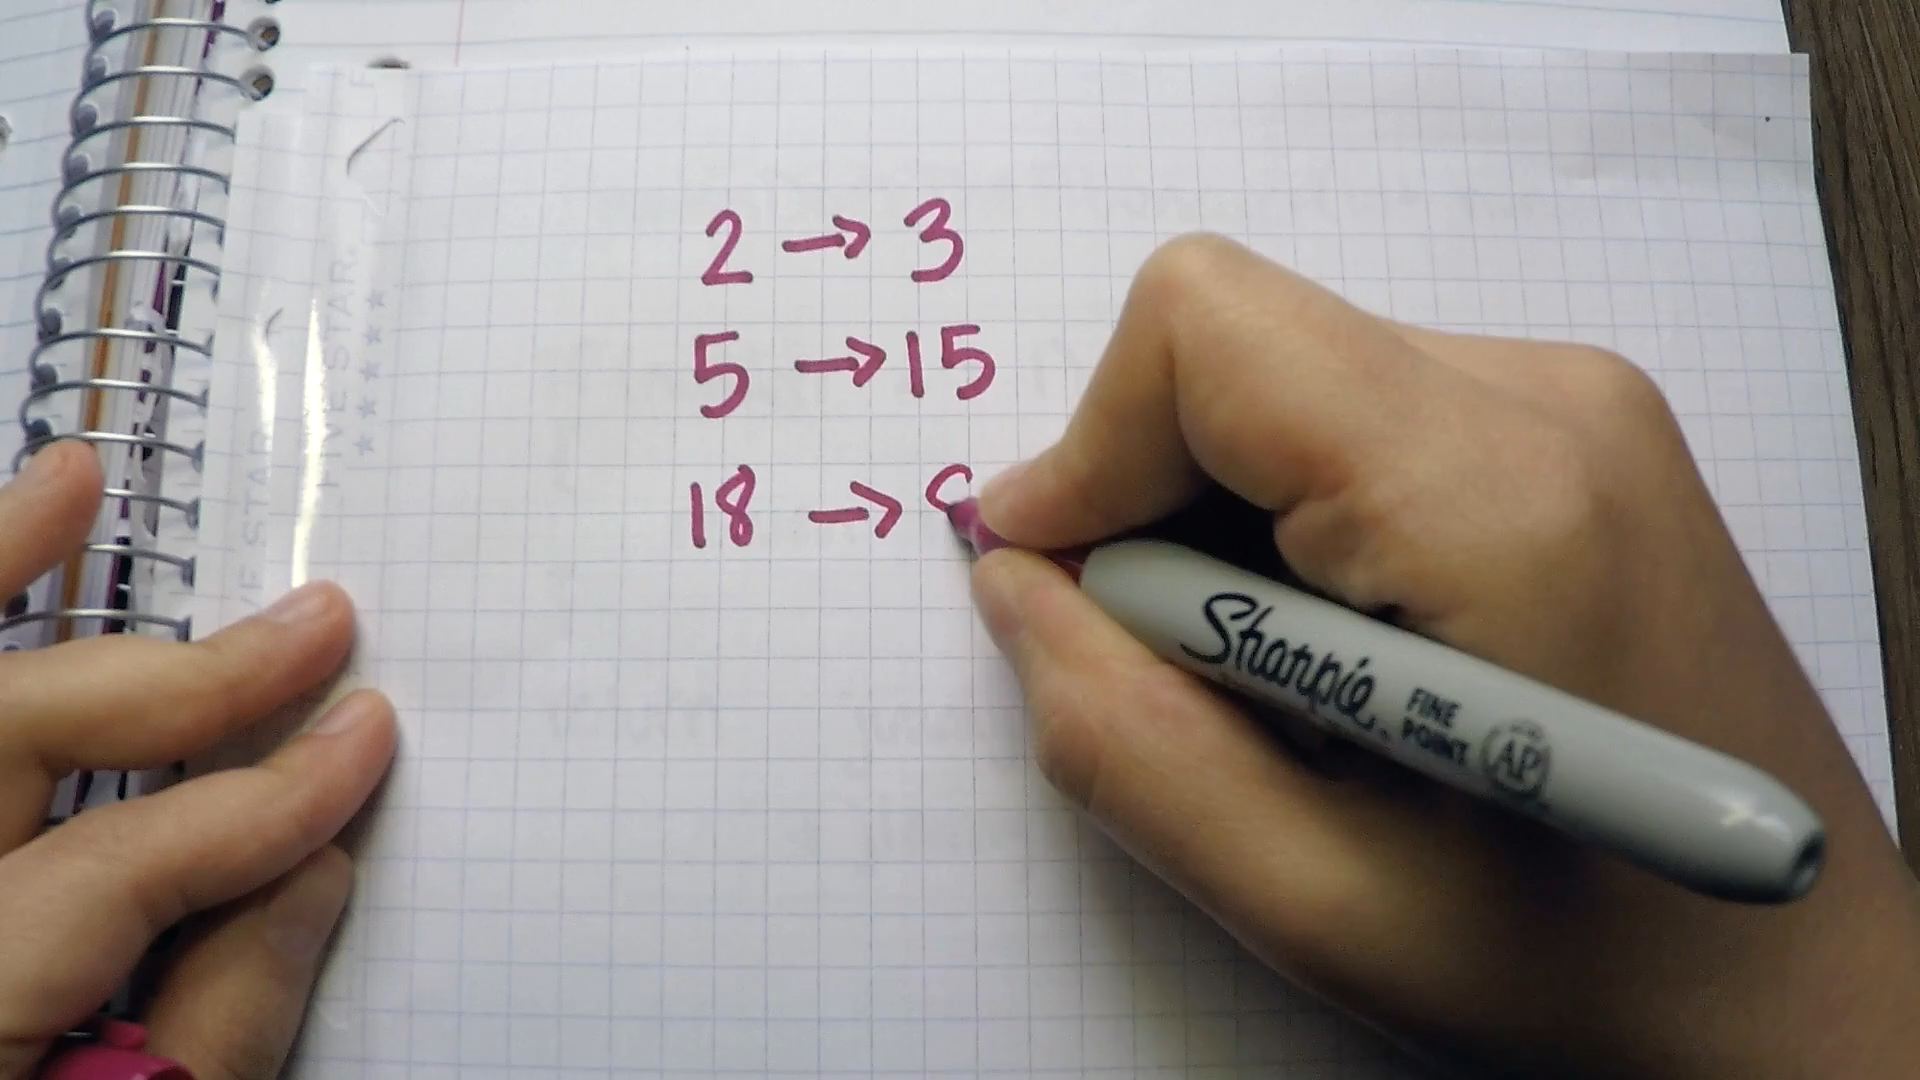 2 → 3
5 → 15
18 →
Sharpie
FINE
POINT
AP
FIVE STAR